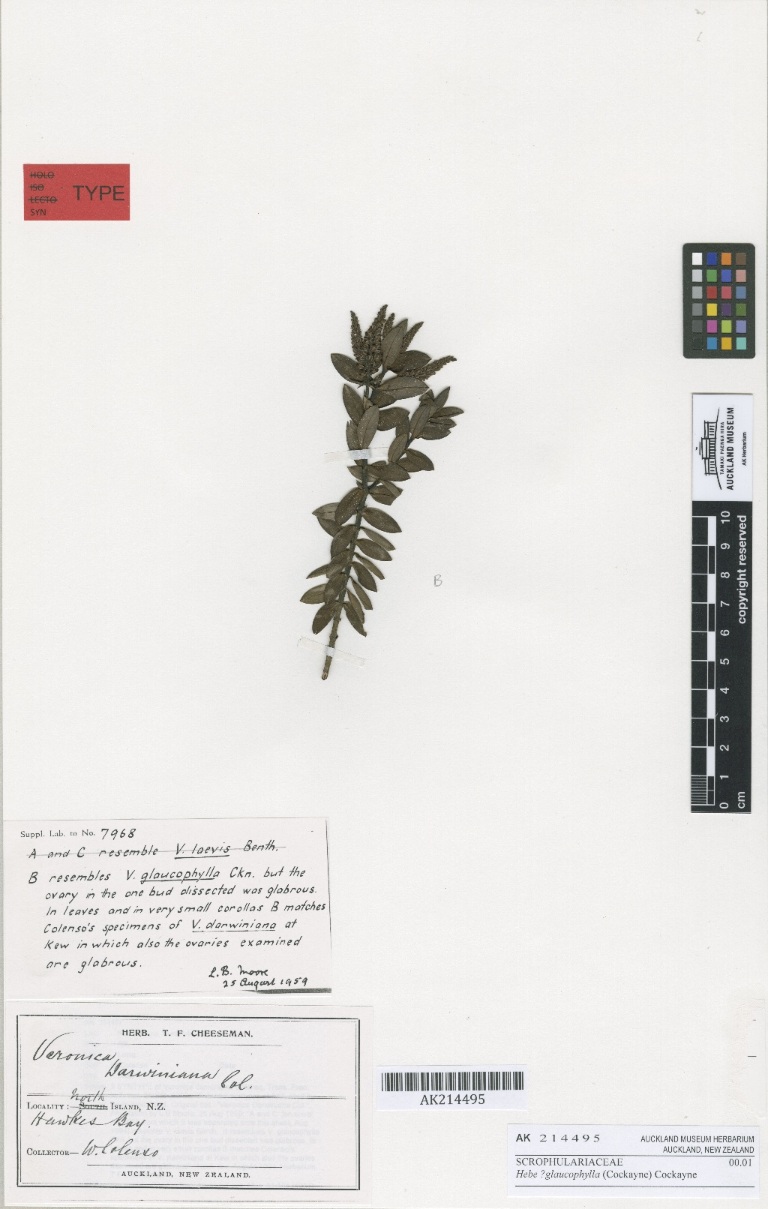 HOLO
ISO
LECTO
SYN
TYPE
B
TAMAKI PAENGA HIRA
AUCKLAND MUSEUM
AK Herbarium
copyright reserved
0 1 2 3 4 5 6 7 8 9 10
cm
Suppl. Lab. to No. 7968
A and C resemble V. laevis Benth.
B resembles V. glaucophylla Ckn. but the
ovary in the one bud dissected was glabrous.
In leaves and in very small corollas B matches
Colenso's specimens of V. darwiniana at
Kew in which also the ovaries examined
are glabrous.
L.B. Moore
25 August 1959
HERB. T. F. CHEESEMAN.
Veronica
Darwiniana Col.
North
LOCALITY: SOUTH ISLAND, N.Z.
Hawkes Bay.
COLLECTOR— W. Colenso
AUCKLAND, NEW ZEALAND.
AK214495
AK 214495 AUCKLAND MUSEUM HERBARIUM
AUCKLAND, NEW ZEALAND
SCROPHULARIACEAE 00.01
Hebe ?glaucophylla (Cockayne) Cockayne